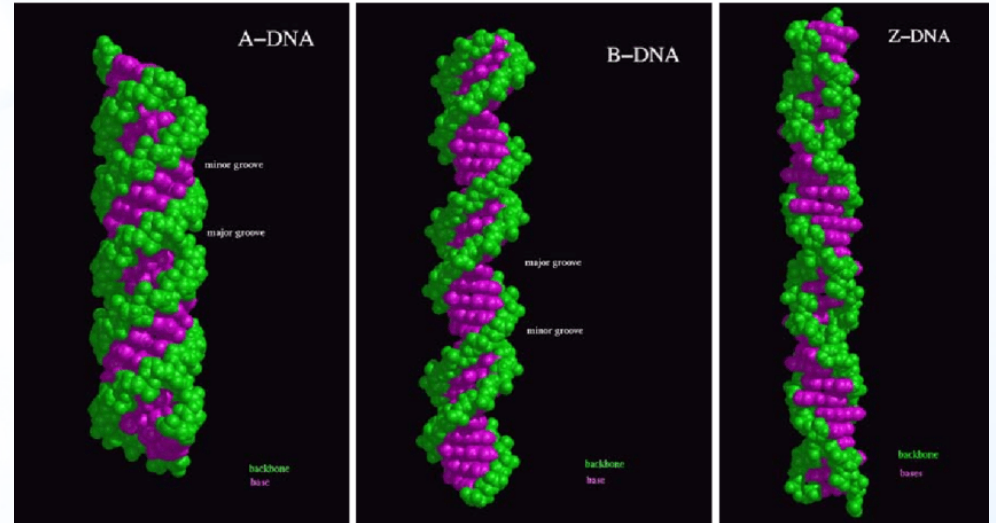 A–DNA
minor groove
major groove
backbone
base
B–DNA
major groove
minor groove
backbone
base
Z–DNA
backbone
bases